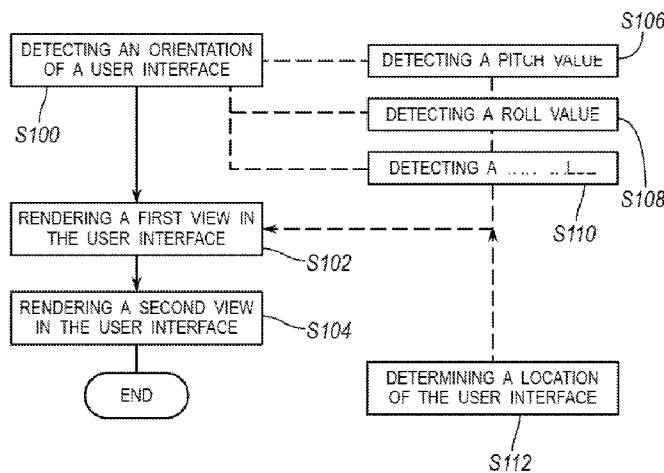 DETECTING AN ORIENTATION
OF A USER INTERFACE
S100
DETECTING A PITCH VALUE
S106
DETECTING A ROLL VALUE
S108
DETECTING A
S110
RENDERING A FIRST VIEW IN
THE USER INTERFACE
S102
RENDERING A SECOND VIEW
IN THE USER INTERFACE
S104
END
DETERMINING A LOCATION
OF THE USER INTERFACE
S112